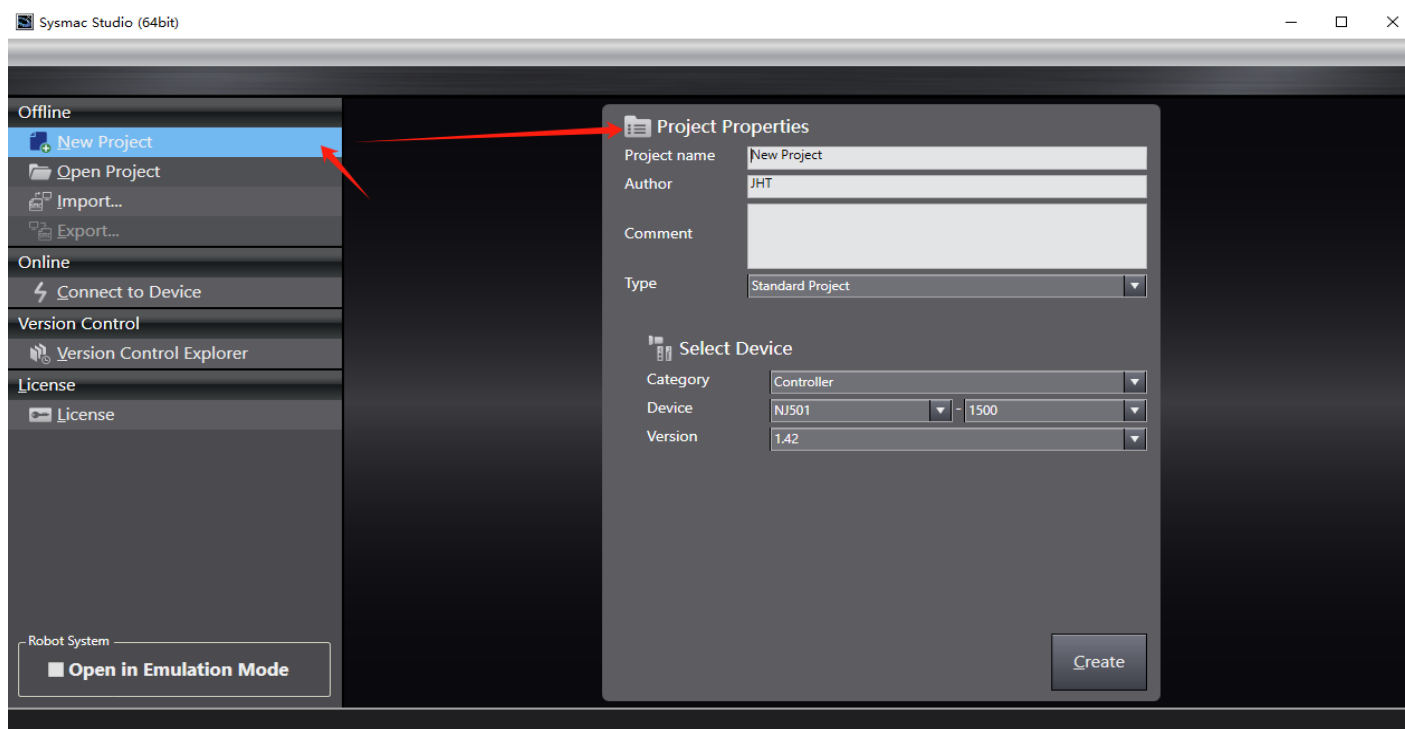 Sysmac Studio (64bit)
Offline
New Project
Open Project
Import...
Export...
Online
Connect to Device
Version Control
Version Control Explorer
License
License
Robot System
Open in Emulation Mode
Project Properties
Project name New Project
Author JHT
Comment
Type Standard Project
Select Device
Category Controller
Device NJ501 - 1500
Version 1.42
Create